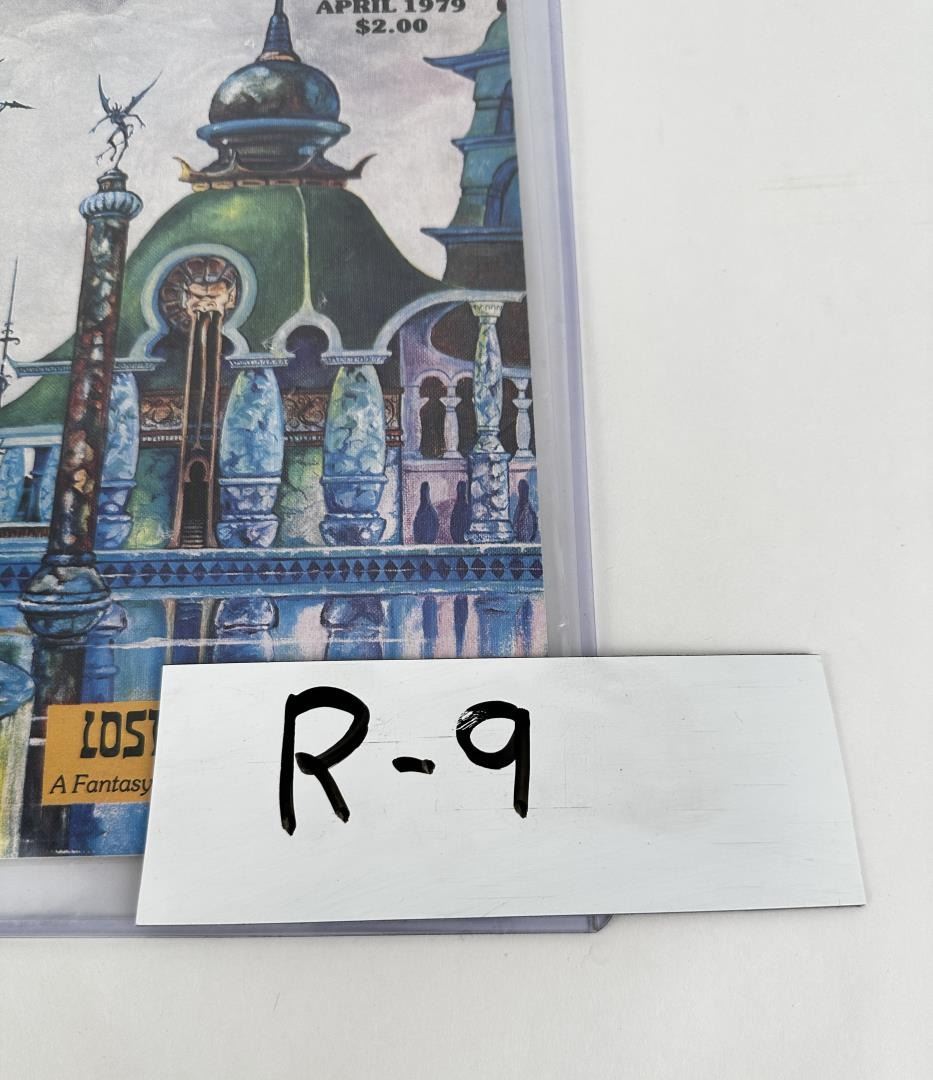 APRIL 1979
$2.00
LOST
A Fantasy
R-9